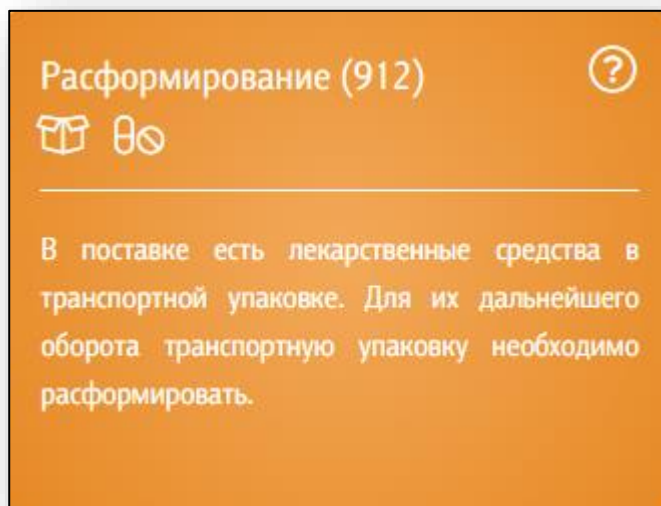 Расформирование (912)
?
В поставке есть лекарственные средства в
транспортной упаковке. Для их дальнейшего
оборота транспортную упаковку необходимо
расформировать.